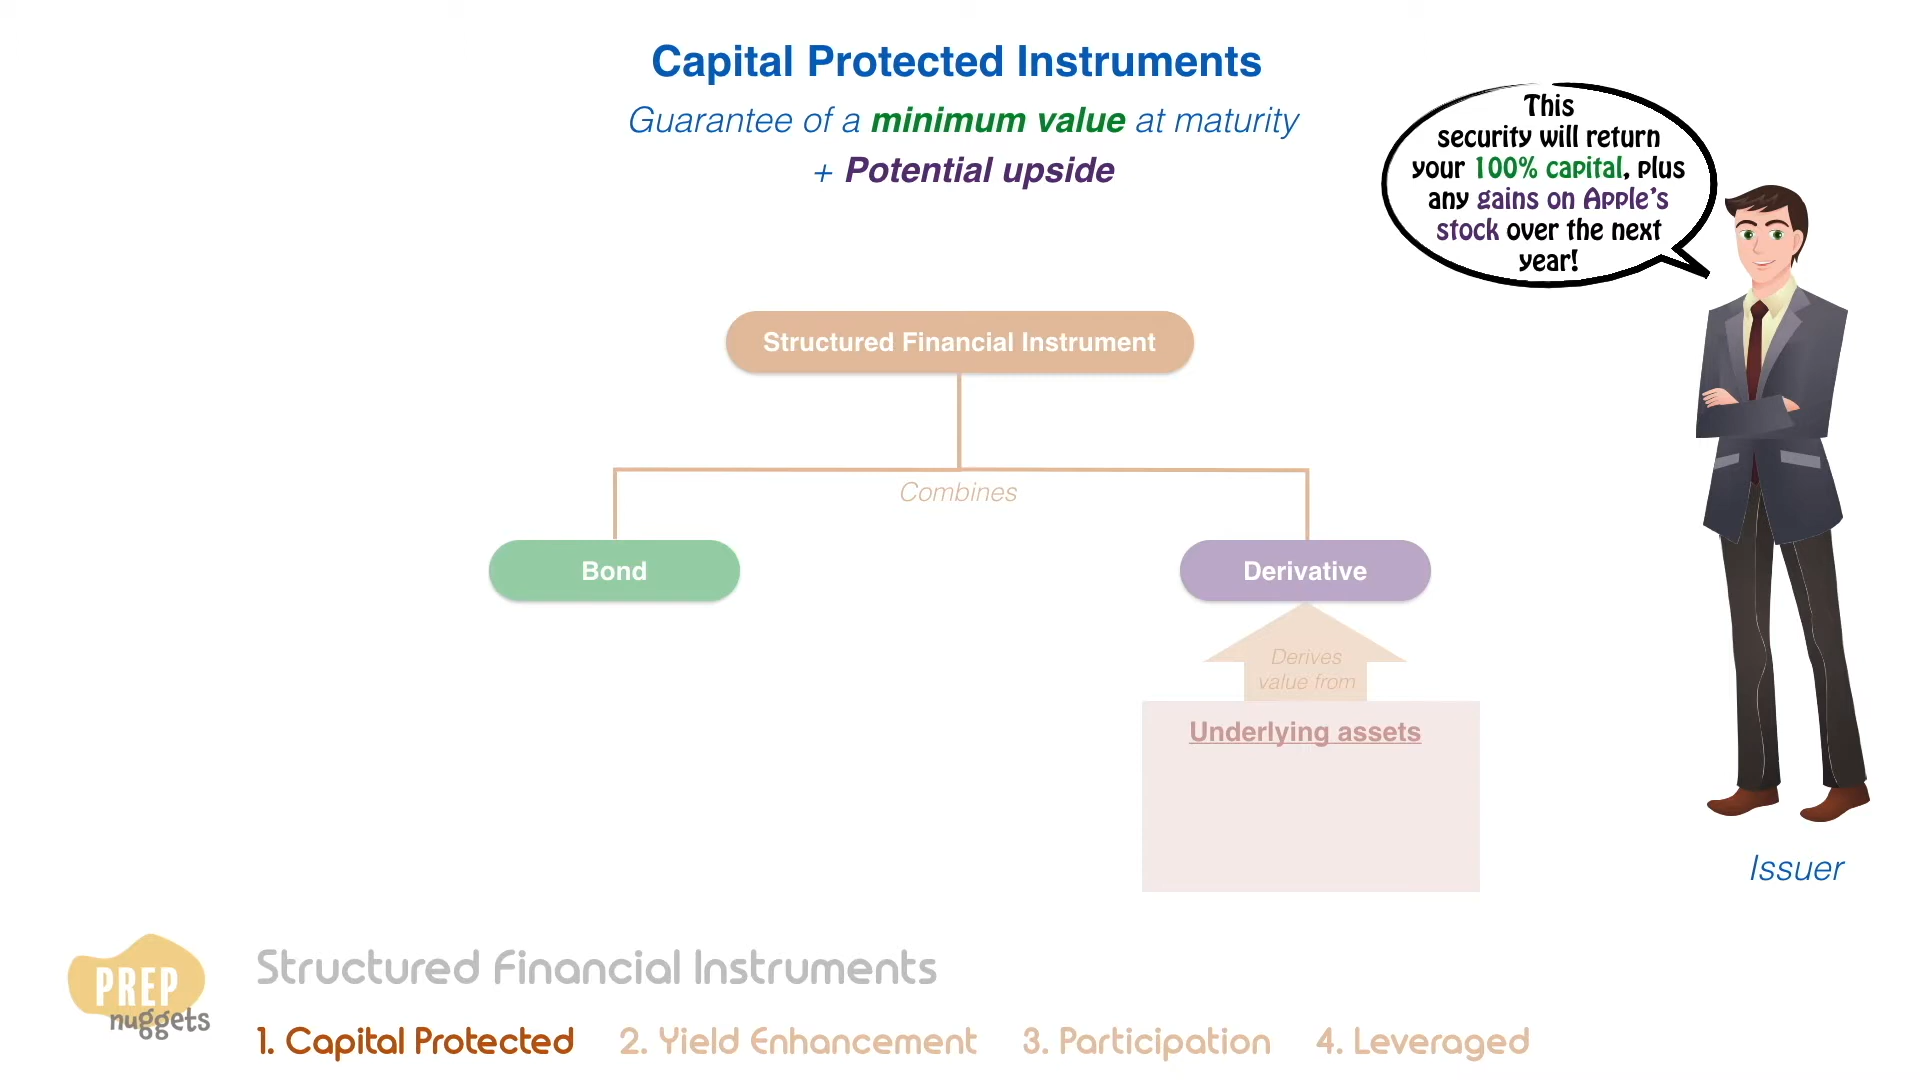 Capital Protected Instruments
Guarantee of a minimum value at maturity
+ Potential upside
This
security will return
your 100% capital, plus
any gains on Apple's
stock over the next
year!
Structured Financial Instrument
Combines
Bond
Derivative
Derives
value from
Underlying assets
Issuer
PREP
nuggets
Structured Financial Instruments
1. Capital Protected
2. Yield Enhancement
3. Participation
4. Leveraged